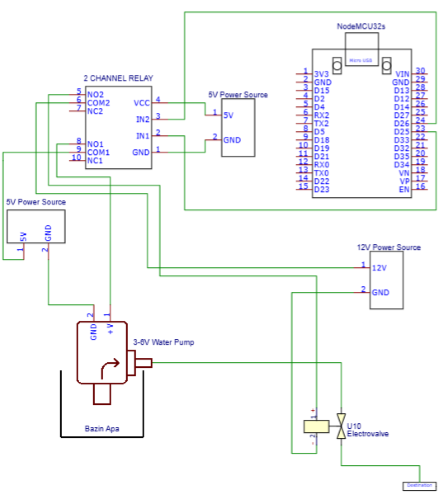 NodeMCU32s
Micro USB
1 3V3
2 GND
3 D15
4 D2
5 D4
6 RX2
7 TX2
8 D5
9 D18
10 D19
11 D21
12 RX0
13 TX0
14 D22
15 D23
VIN 30
GND 29
D13 28
D12 27
D14 26
D27 25
D26 24
D25 23
D33 22
D32 21
D35 20
D34 19
VN 18
VP 17
EN 16
2 CHANNEL RELAY
5 NO2
6 COM2
7 NC2
8 NO1
9 COM1
10 NC1
VCC 4
IN2 3
IN1 2
GND 1
5V Power Source
1 5V
2 GND
5V Power Source
5V
GND
1
2
12V Power Source
1 12V
2 GND
2
1
GND
+V
3-6V Water Pump
Bazin Apa
1 +
2 -
U10
Electrovalve
Destination